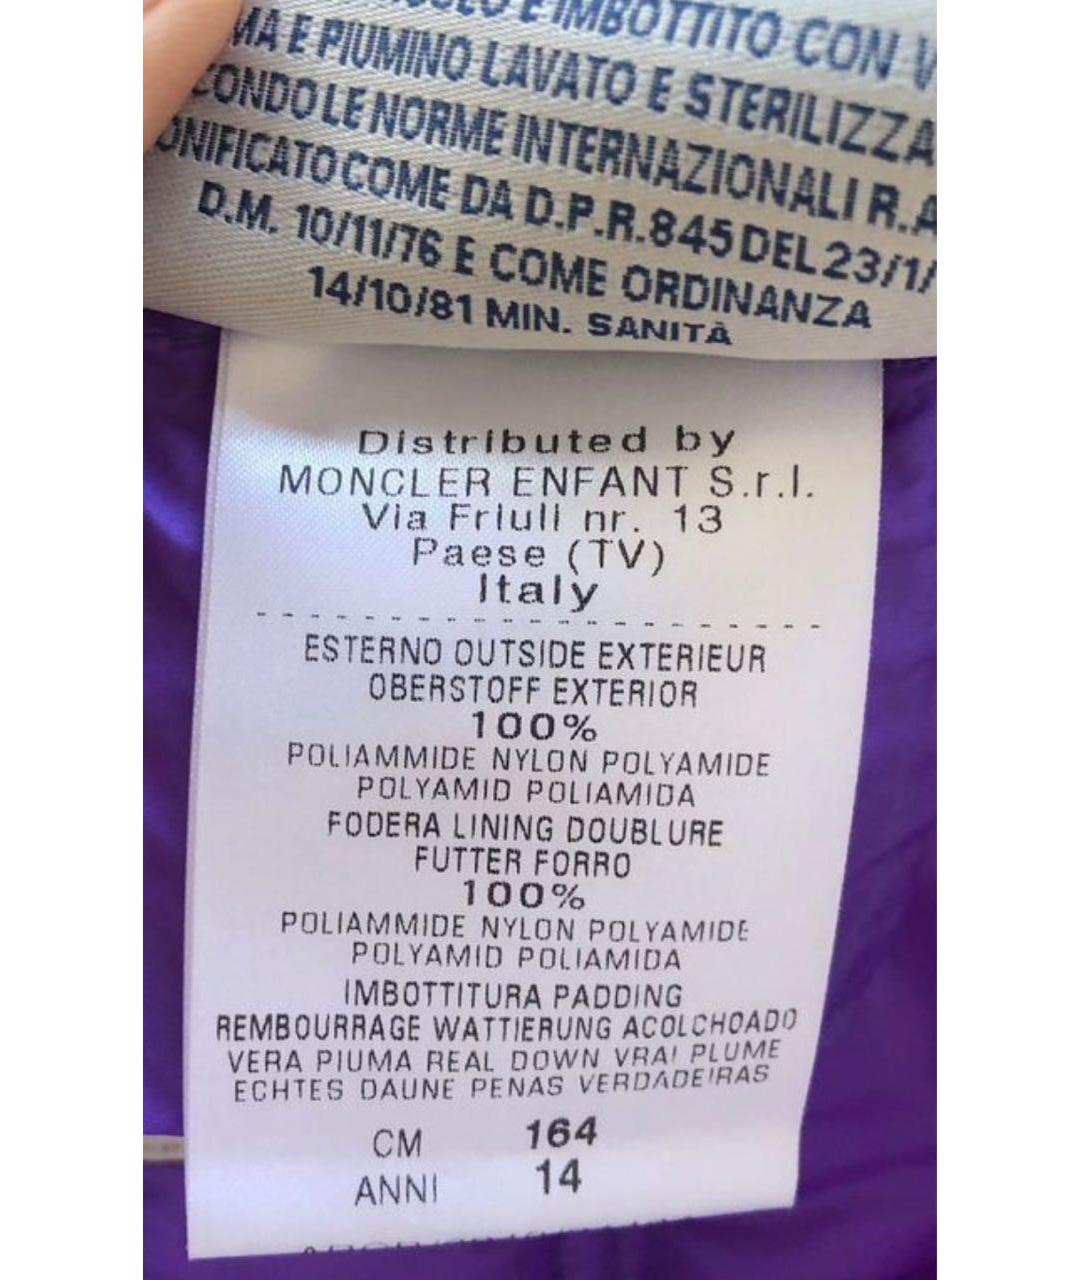 E IMBOTTITO CON
E PIUMINO LAVATO E STERILIZZA
CONDO LE NORME INTERNAZIONALI R.A
ONIFICATO COME DA D.P.R. 845 DEL 23/1/
D.M. 10/11/76 E COME ORDINANZA
14/10/81 MIN. SANITÀ
Distributed by
MONCLER ENFANT S.r.l.
Via Friuli nr. 13
Paese (TV)
Italy
ESTERNO OUTSIDE EXTERIEUR
OBERSTOFF EXTERIOR
100%
POLIAMMIDE NYLON POLYAMIDE
POLYAMID POLIAMIDA
FODERA LINING DOUBLURE
FUTTER FORRO
100%
POLIAMMIDE NYLON POLYAMIDE
POLYAMID POLIAMIDA
IMBOTTITURA PADDING
REMBOURRAGE WATTIERUNG ACOLCHOADO
VERA PIUMA REAL DOWN VRAI PLUME
ECHTES DAUNE PENAS VERDADEIRAS
CM 164
ANNI 14